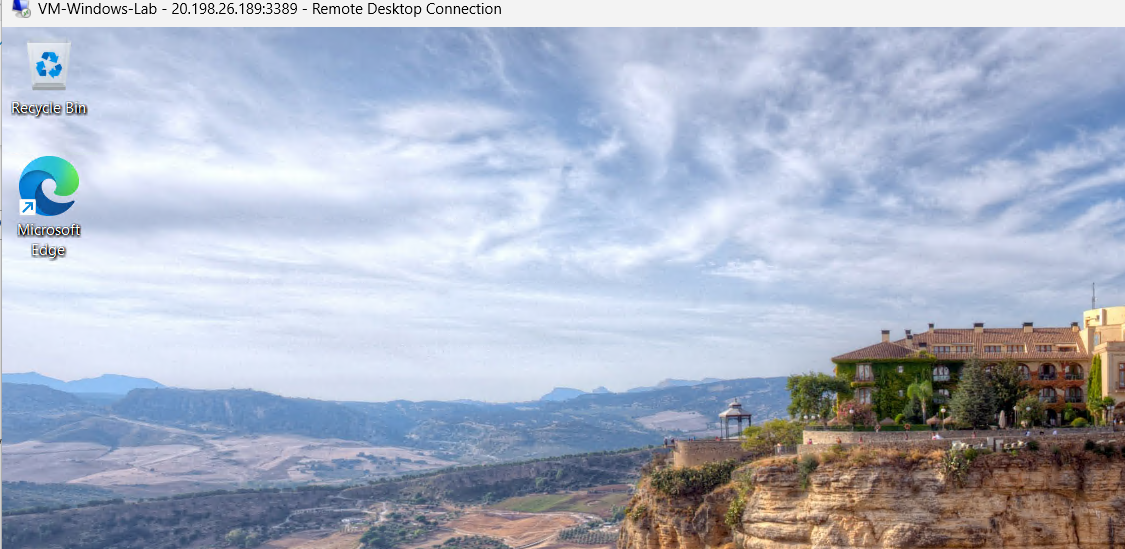 VM-Windows-Lab - 20.198.26.189:3389 - Remote Desktop Connection
Recycle Bin
Microsoft
Edge